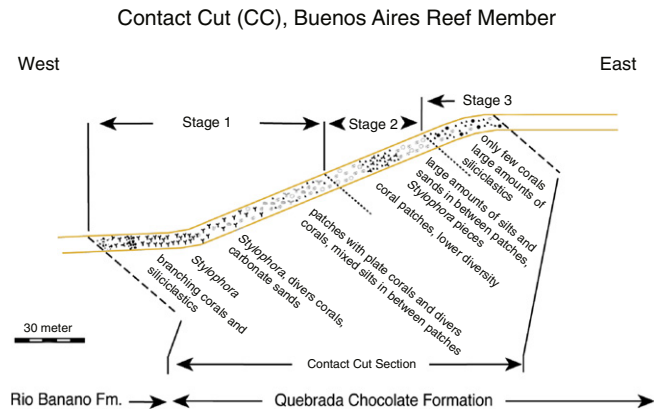 Contact Cut (CC), Buenos Aires Reef Member
West
East
Stage 1
Stage 2
Stage 3
branching corals and
siliciclastics
Stylophora
Stylophora, divers corals,
carbonate sands
patches with plate corals and divers
corals, mixed silts in between patches
coral patches, lower diversity
large amounts of silts and
sands in between patches,
Stylophora pieces
only few corals
large amounts of
siliciclastics
30 meter
Contact Cut Section
Rio Banano Fm.
Quebrada Chocolate Formation